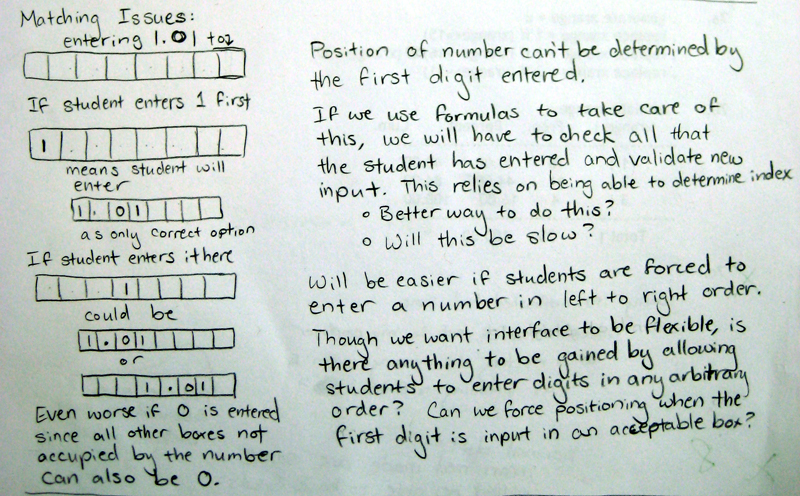 Matching Issues:
entering 1.01 to
If student enters 1 first
1
means student will
enter
1.01
as only correct option
If student enters it here
1
could be
1.01
or
1.01
Even worse if 0 is entered
since all other boxes not
occupied by the number
can also be 0.
Position of number can't be determined by
the first digit entered.
If we use formulas to take care of
this, we will have to check all that
the student has entered and validate new
input. This relies on being able to determine index
∘ Better way to do this?
∘ Will this be slow?
Will be easier if students are forced to
enter a number in left to right order.
Though we want interface to be flexible, is
there anything to be gained by allowing
students to enter digits in any arbitrary
order? Can we force positioning when the
first digit is input in an acceptable box?